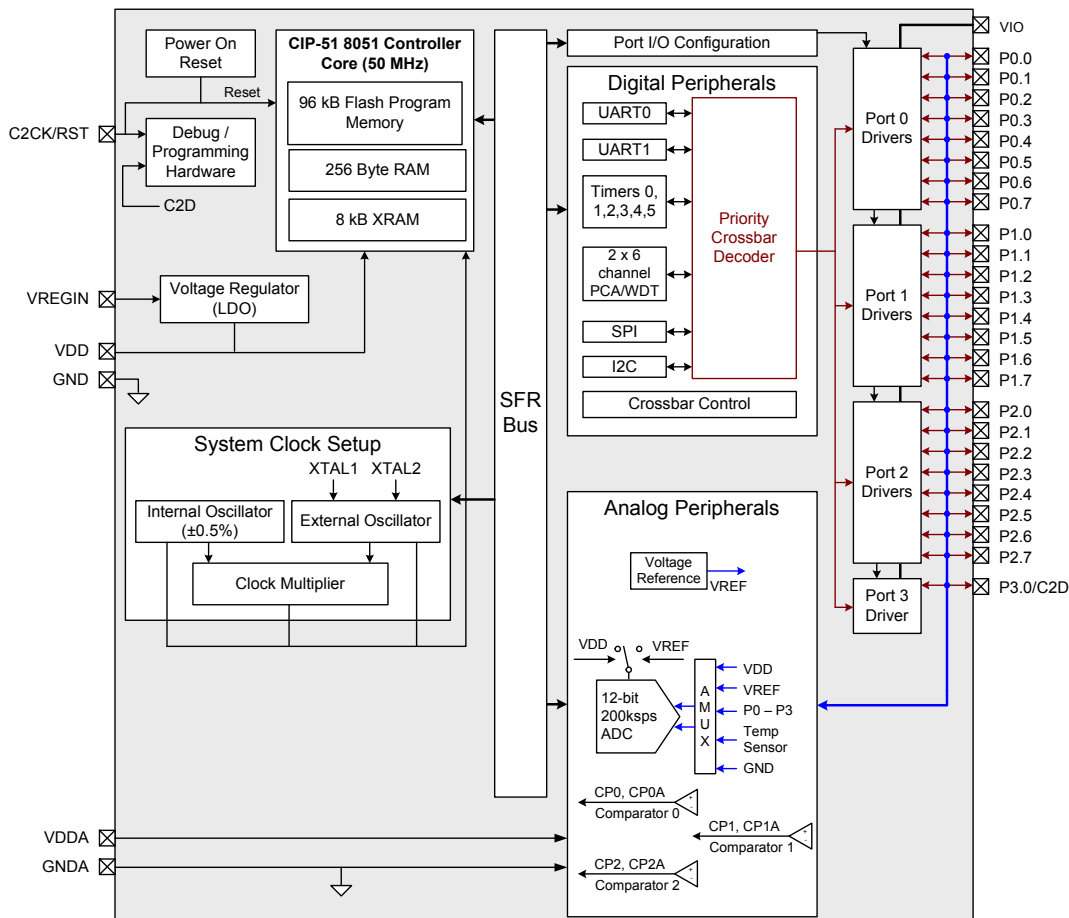 Power On
Reset
Reset
C2CK/RST
Debug /
Programming
Hardware
C2D
CIP-51 8051 Controller
Core (50 MHz)
96 kB Flash Program
Memory
256 Byte RAM
8 kB XRAM
VREGIN
Voltage Regulator
(LDO)
VDD
GND
System Clock Setup
XTAL1
XTAL2
Internal Oscillator
(±0.5%)
External Oscillator
Clock Multiplier
VDDA
GNDA
SFR
Bus
Port I/O Configuration
Digital Peripherals
UART0
UART1
Timers 0,
1,2,3,4,5
2 x 6
channel
PCA/WDT
SPI
I2C
Priority
Crossbar
Decoder
Crossbar Control
Analog Peripherals
Voltage
Reference
VREF
VDD
VREF
12-bit
200ksps
ADC
A
M
U
X
VDD
VREF
P0 – P3
Temp
Sensor
GND
CP0, CP0A
+
-
Comparator 0
CP1, CP1A
+
-
Comparator 1
CP2, CP2A
+
-
Comparator 2
Port 0
Drivers
Port 1
Drivers
Port 2
Drivers
Port 3
Driver
VIO
P0.0
P0.1
P0.2
P0.3
P0.4
P0.5
P0.6
P0.7
P1.0
P1.1
P1.2
P1.3
P1.4
P1.5
P1.6
P1.7
P2.0
P2.1
P2.2
P2.3
P2.4
P2.5
P2.6
P2.7
P3.0/C2D